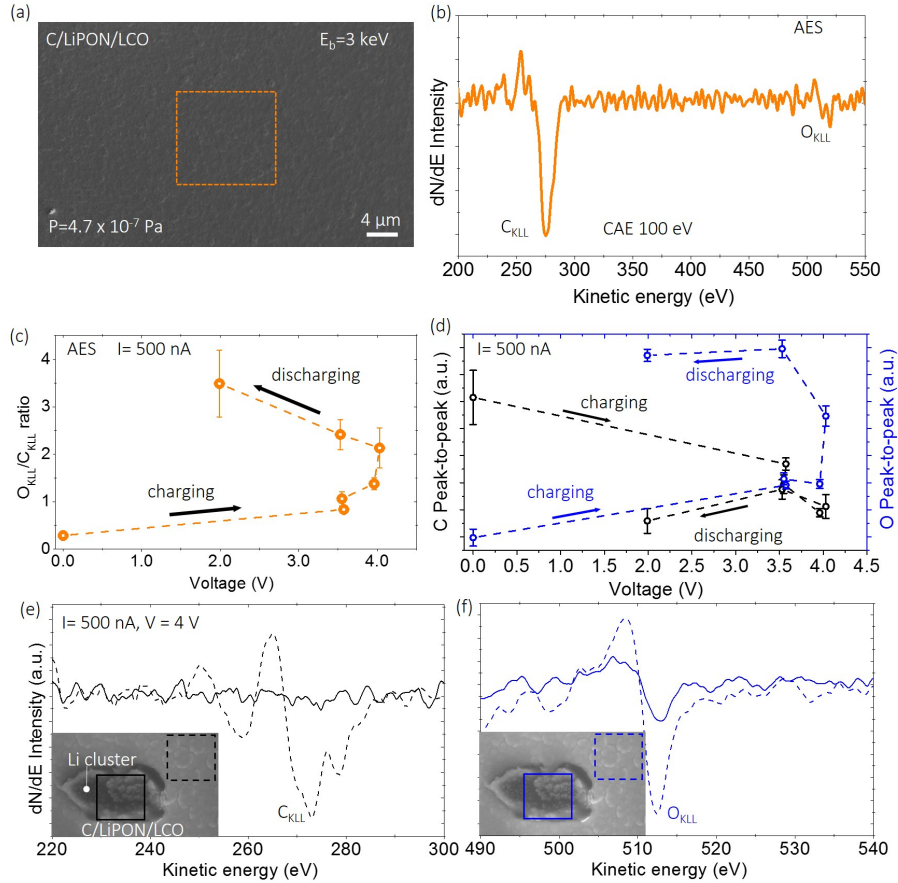 (a)
C/LiPON/LCO
E_b=3 keV
P=4.7 x 10^-7 Pa
4 μm
(b)
AES
dN/dE Intensity
C_KLL
CAE 100 eV
O_KLL
200 250 300 350 400 450 500 550
Kinetic energy (eV)
(c)
AES I= 500 nA
O_KLL/C_KLL ratio
4
3
2
1
0
discharging
charging
0.0 1.0 2.0 3.0 4.0
Voltage (V)
(d)
I= 500 nA
C Peak-to-peak (a.u.)
O Peak-to-peak (a.u.)
discharging
charging
charging
discharging
0.0 0.5 1.0 1.5 2.0 2.5 3.0 3.5 4.0 4.5
Voltage (V)
(e)
I= 500 nA, V = 4 V
dN/dE Intensity (a.u.)
Li cluster
C/LiPON/LCO
C_KLL
220 240 260 280 300
Kinetic energy (eV)
(f)
O_KLL
490 500 510 520 530 540
Kinetic energy (eV)